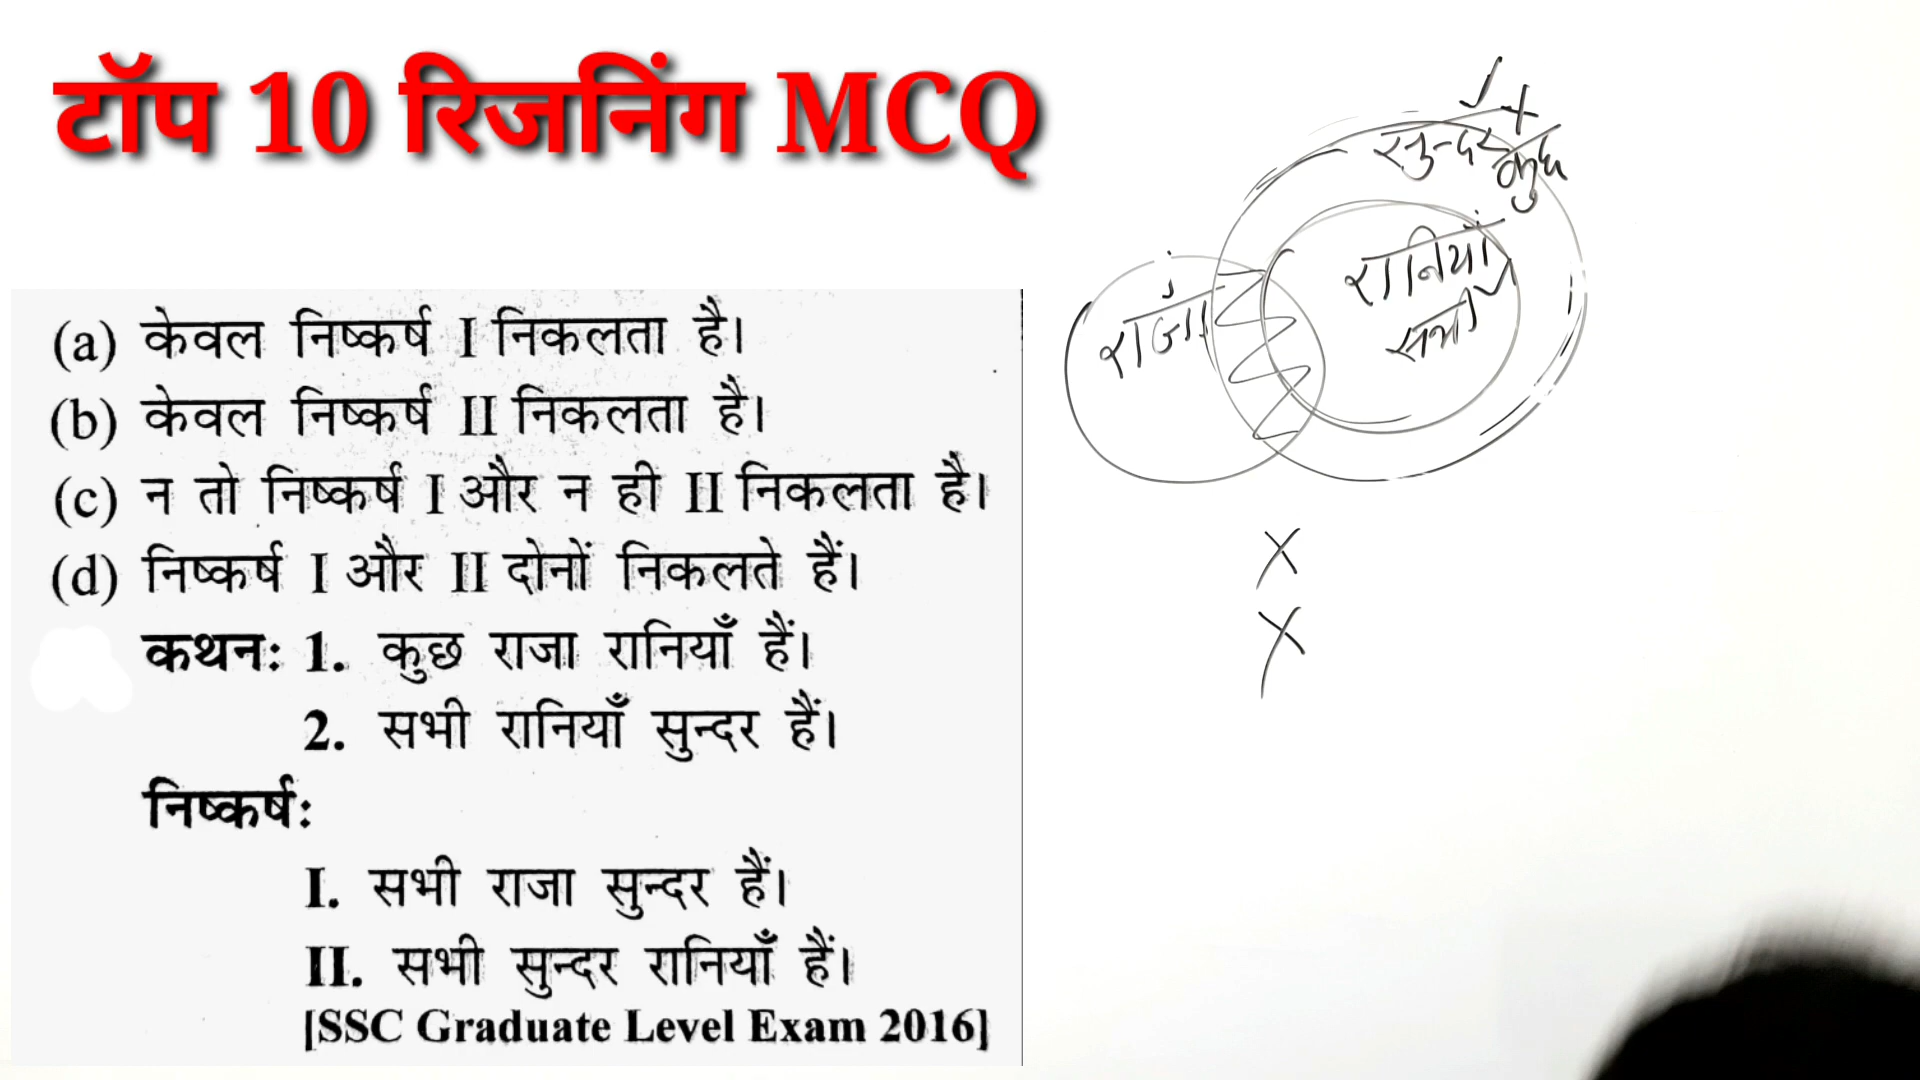 टॉप 10 रिजनिंग MCQ
(a) केवल निष्कर्ष I निकलता है।
(b) केवल निष्कर्ष II निकलता है।
(c) न तो निष्कर्ष I और न ही II निकलता है।
(d) निष्कर्ष I और II दोनों निकलते हैं।
कथन: 1. कुछ राजा रानियाँ हैं।
2. सभी रानियाँ सुन्दर हैं।
निष्कर्ष:
I. सभी राजा सुन्दर हैं।
II. सभी सुन्दर रानियाँ हैं।
[SSC Graduate Level Exam 2016]
सुन्दर
रानियाँ
सभी
राजा
X
X